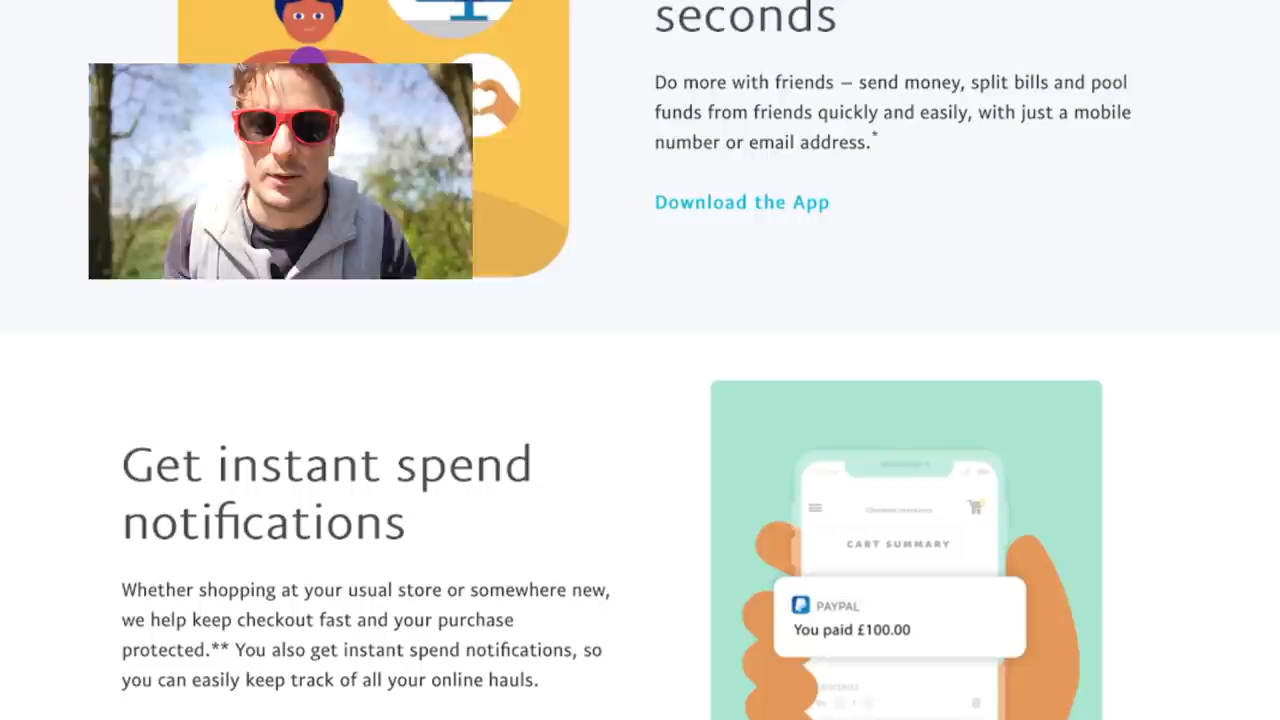 seconds
Do more with friends – send money, split bills and pool
funds from friends quickly and easily, with just a mobile
number or email address.*
Download the App
Get instant spend
notifications
Whether shopping at your usual store or somewhere new,
we help keep checkout fast and your purchase
protected.** You also get instant spend notifications, so
you can easily keep track of all your online hauls.
CART SUMMARY
PAYPAL
You paid £100.00